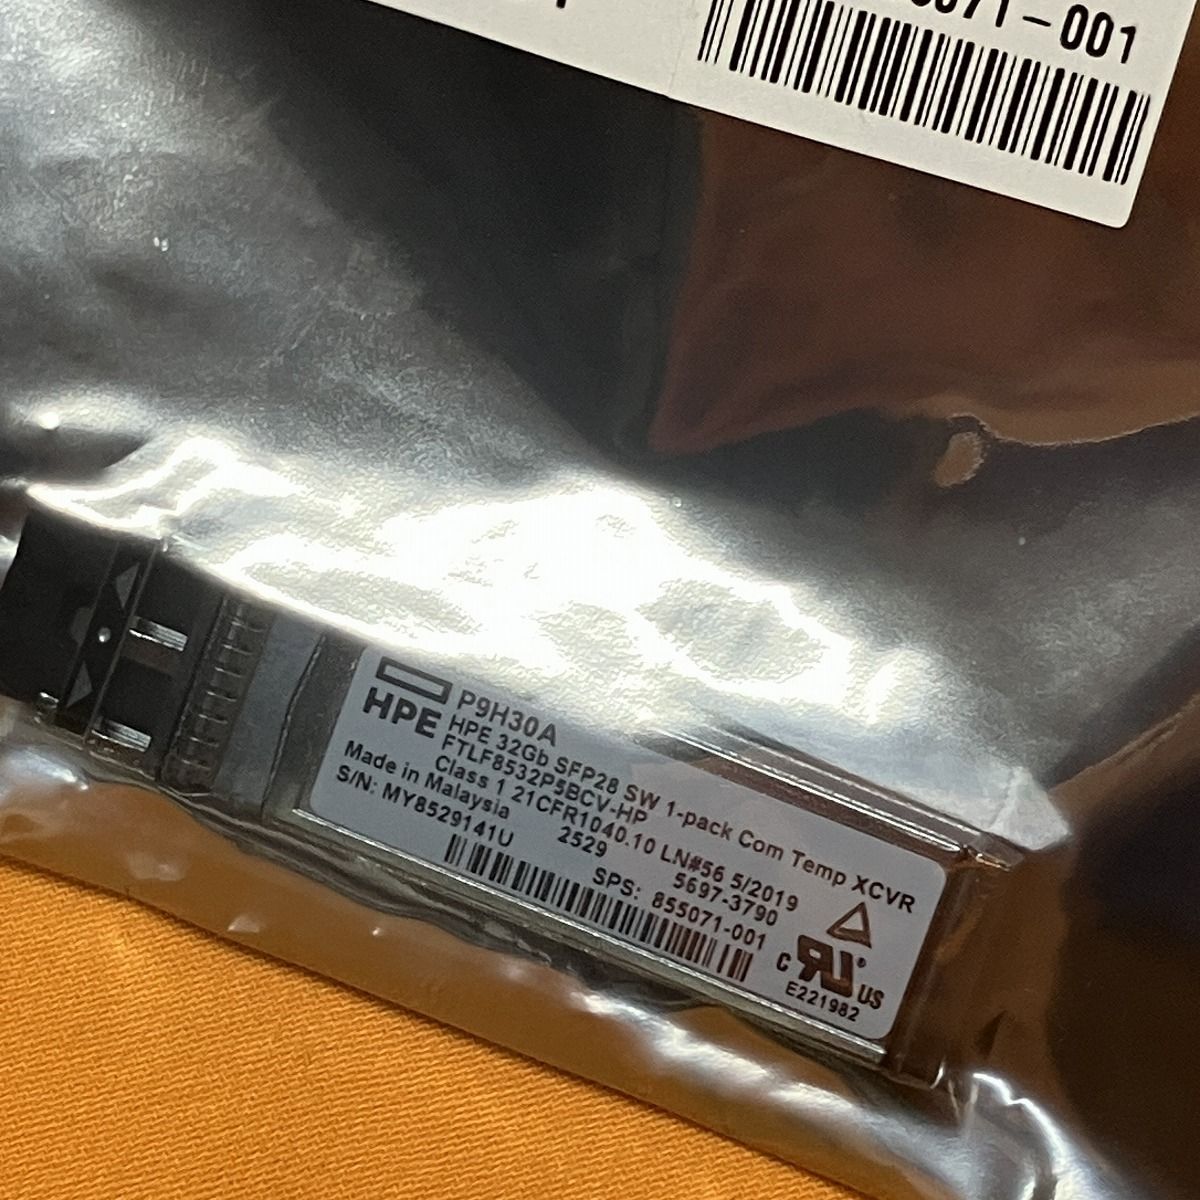 071-001
HPE
P9H30A
HPE 32Gb SFP28 SW 1-pack Com Temp XCVR
FTLF8532P5BCV-HP
Class 1 21CFR1040.10 LN#56 5/2019
Made in Malaysia 2529 5697-3790
S/N: MY8529141U SPS: 855071-001
C RU US
E221982